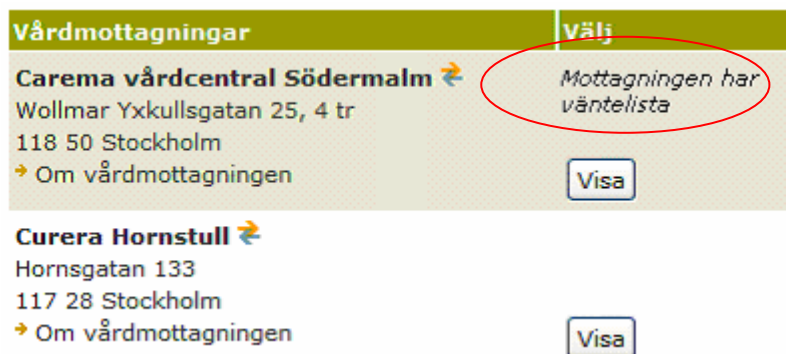 Vårdmottagningar Välj
Carema vårdcentral Södermalm Mottagningen har
väntelista
Wollmar Yxkullsgatan 25, 4 tr
118 50 Stockholm
Om vårdmottagningen Visa
Curera Hornstull
Hornsgatan 133
117 28 Stockholm
Om vårdmottagningen Visa